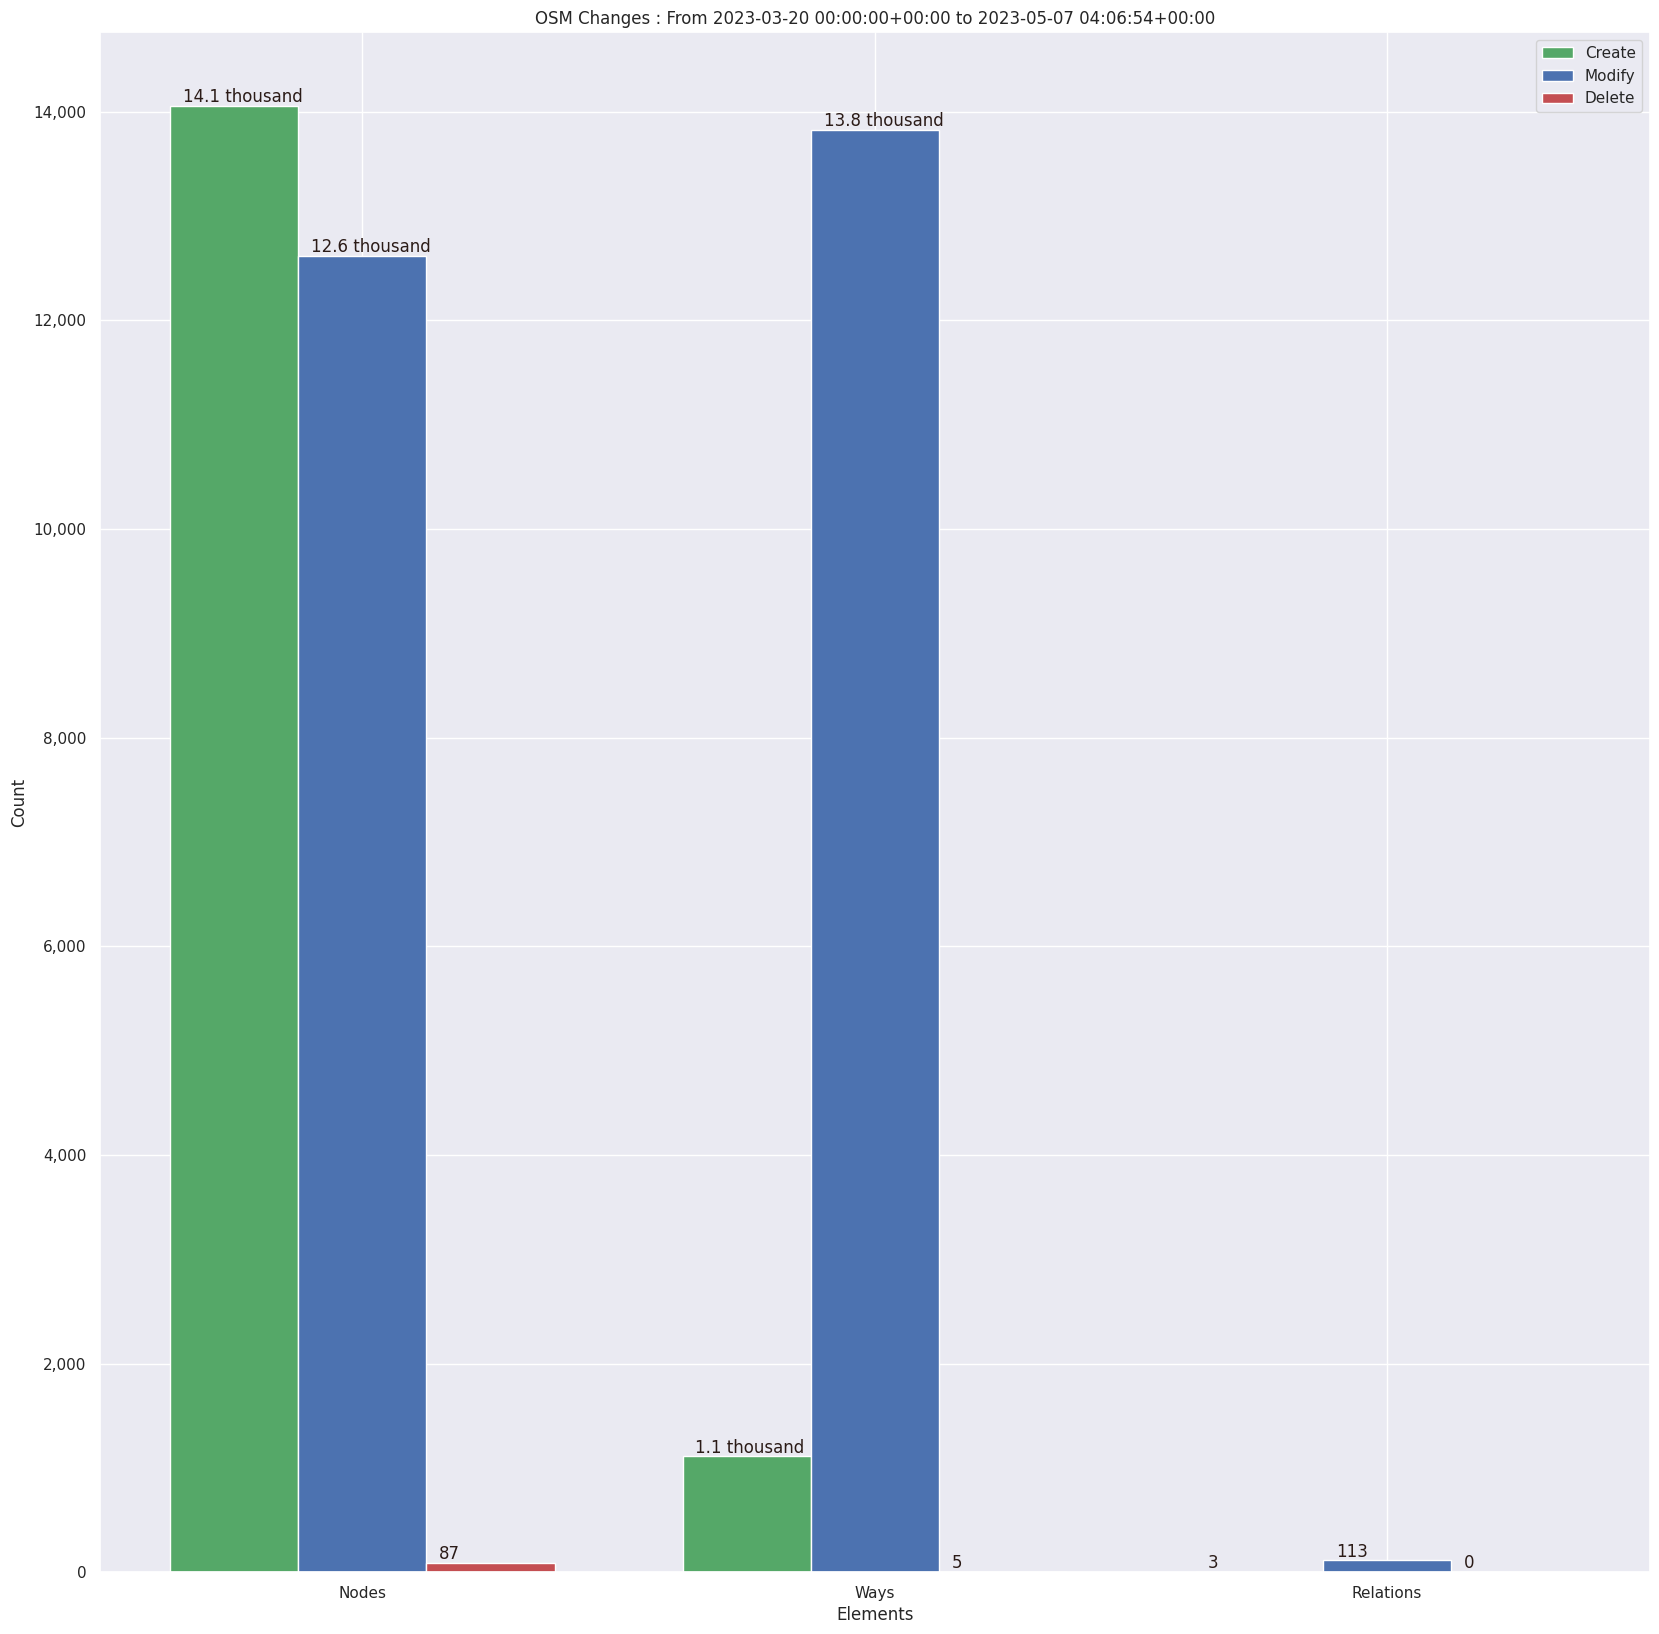 OSM Changes : From 2023-03-20 00:00:00+00:00 to 2023-05-07 04:06:54+00:00
Create
Modify
Delete
14.1 thousand
12.6 thousand
87
1.1 thousand
13.8 thousand
5
3
113
0
14,000
12,000
10,000
8,000
6,000
4,000
2,000
0
Count
Nodes
Ways
Relations
Elements